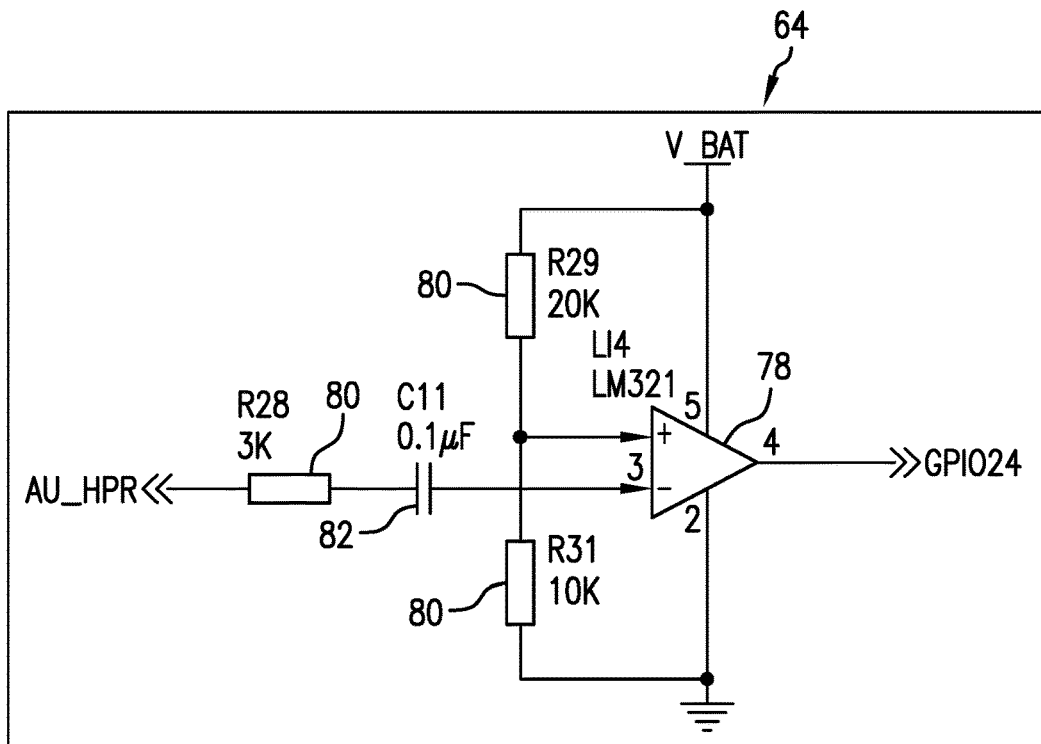 64
V_BAT
80
R29
20K
LI4
LM321
78
5
4
+
3
−
2
GPIO24
R28
3K
80
C11
0.1µF
AU_HPR
82
R31
10K
80